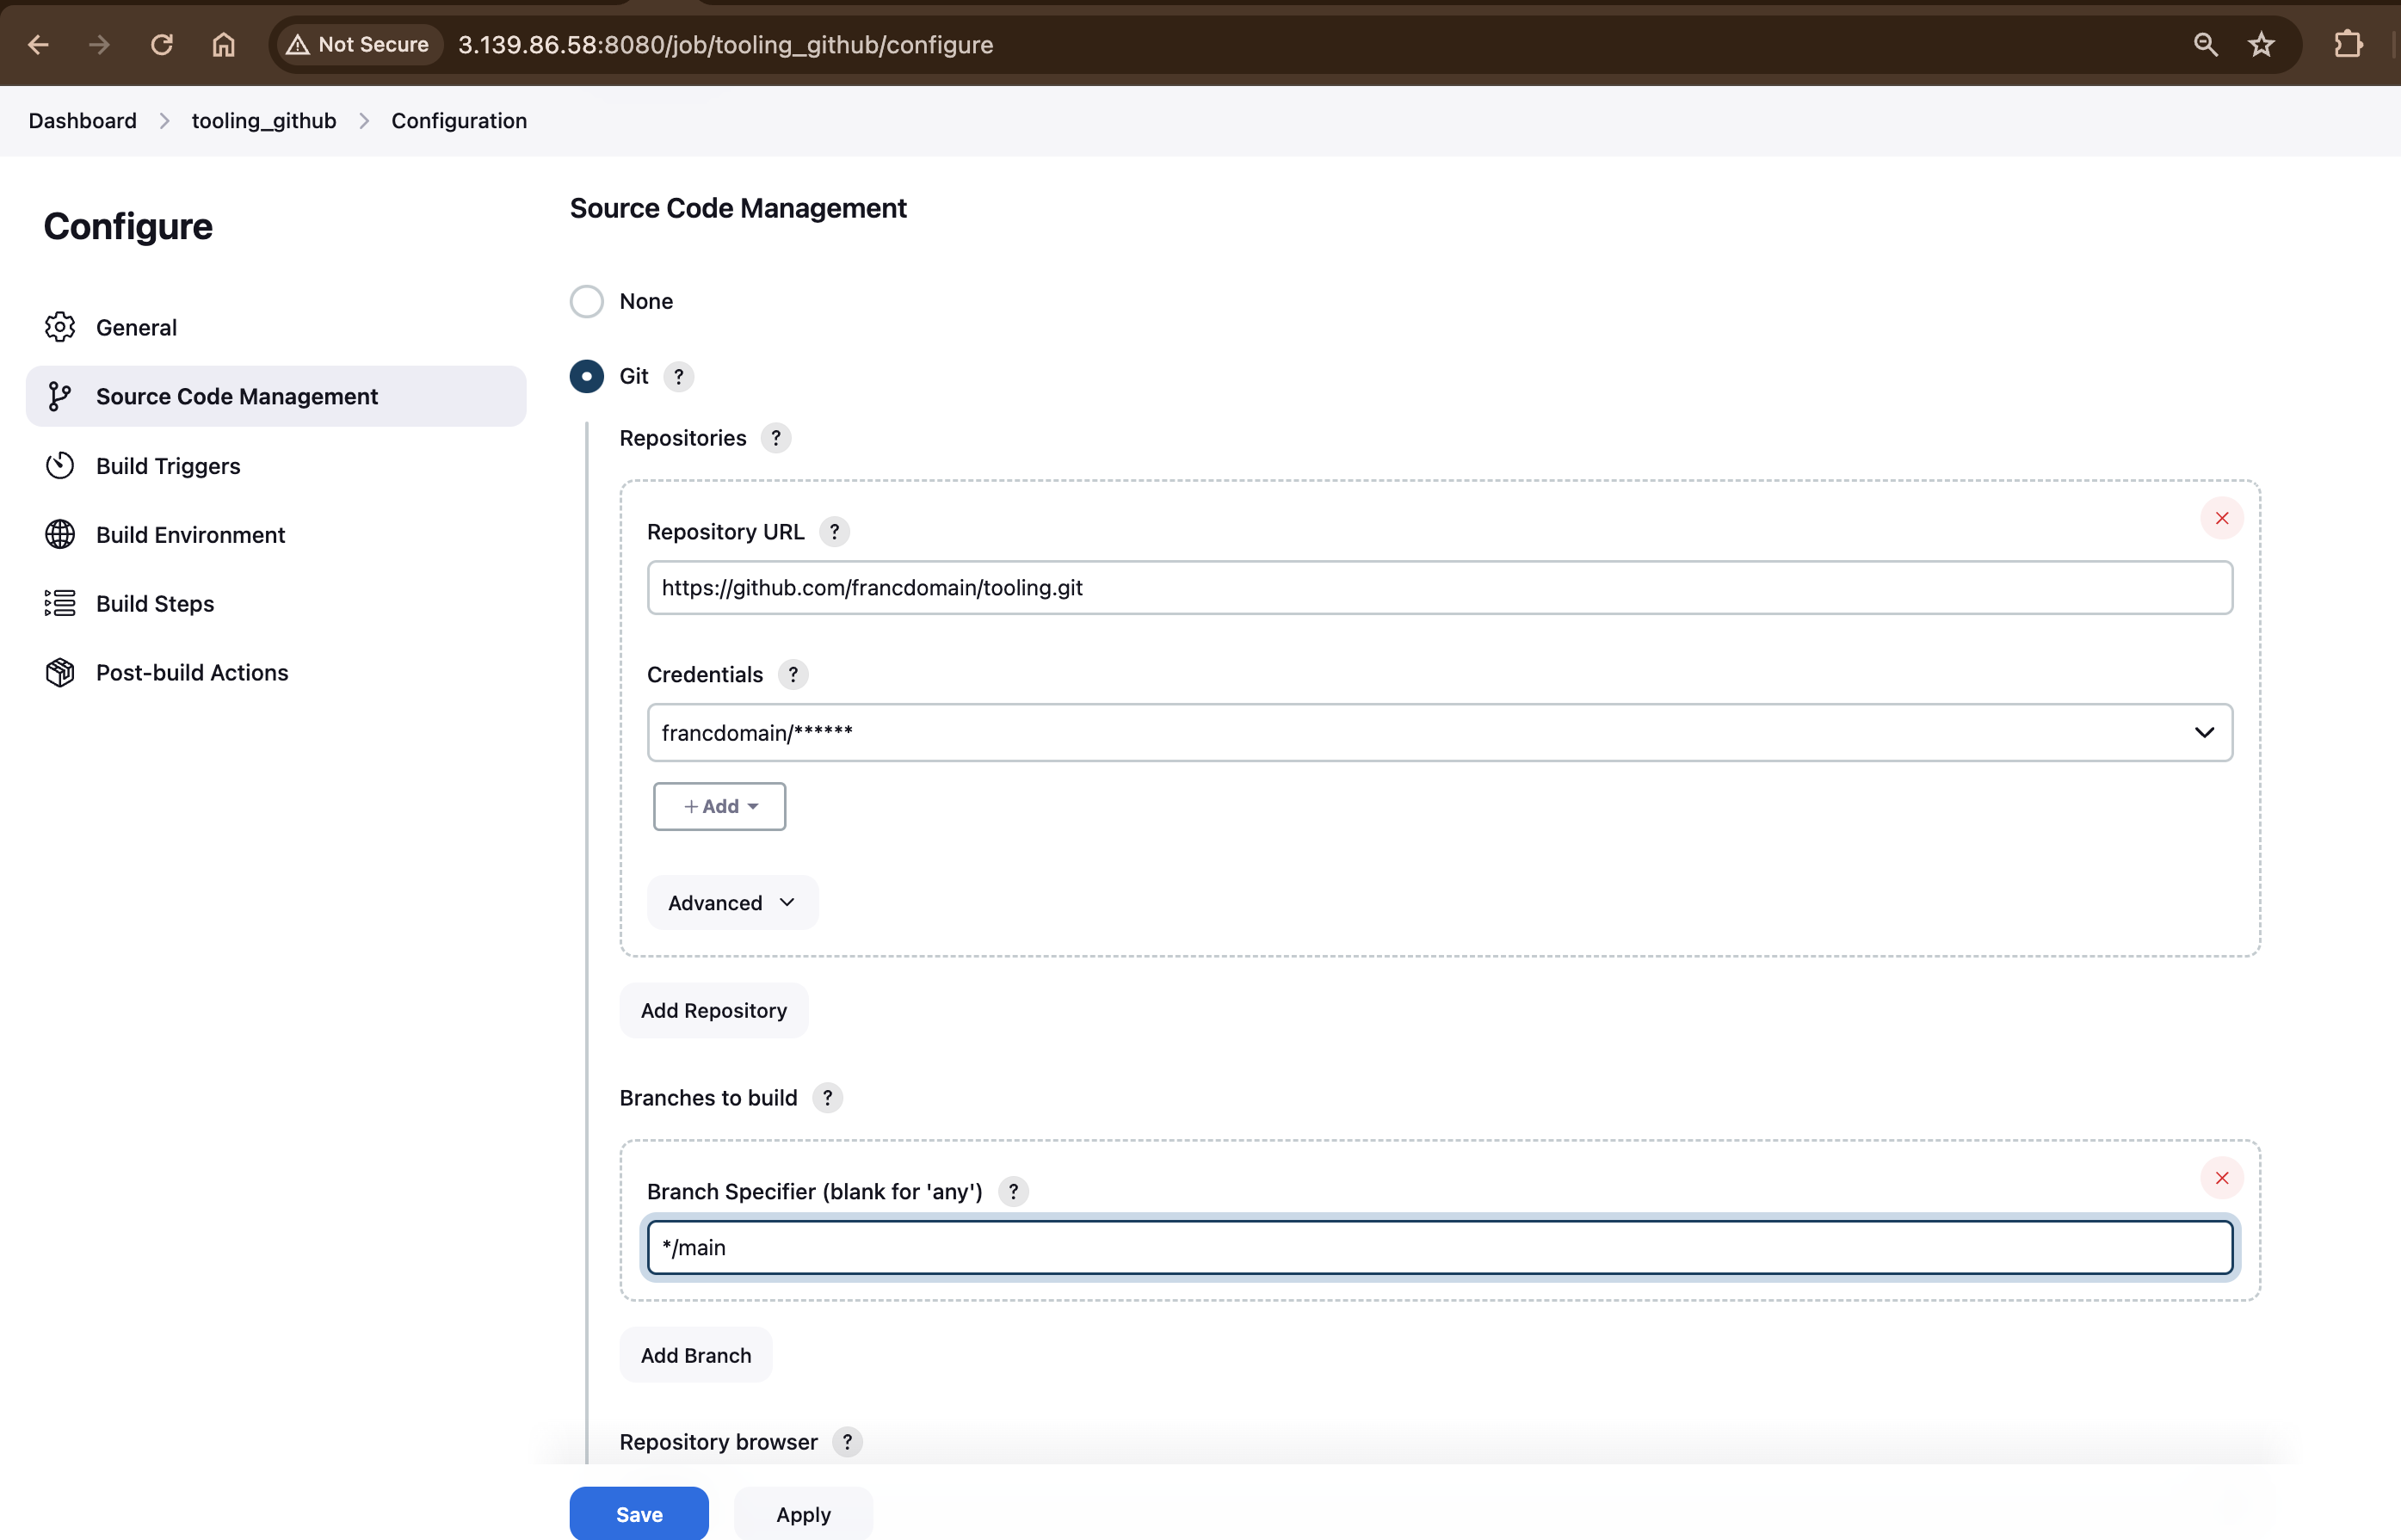 Not Secure 3.139.86.58:8080/job/tooling_github/configure
Dashboard > tooling_github > Configuration
Configure
General
Source Code Management
Build Triggers
Build Environment
Build Steps
Post-build Actions
Source Code Management
None
Git ?
Repositories ?
Repository URL ?
https://github.com/francdomain/tooling.git
Credentials ?
francdomain/******
+ Add
Advanced
Add Repository
Branches to build ?
Branch Specifier (blank for 'any') ?
*/main
Add Branch
Repository browser ?
Save Apply